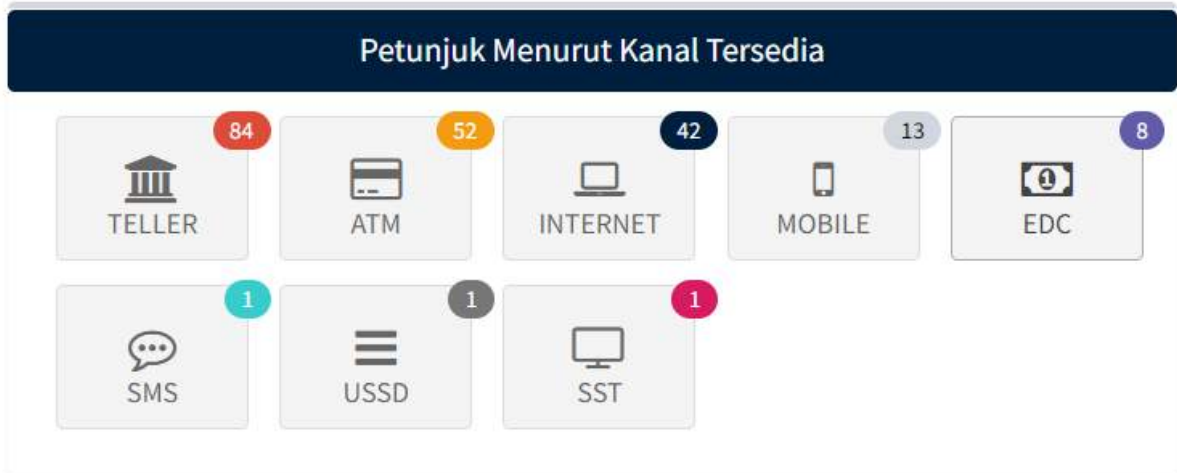 Petunjuk Menurut Kanal Tersedia
84
TELLER
52
ATM
42
INTERNET
13
MOBILE
8
1
EDC
1
SMS
1
USSD
1
SST